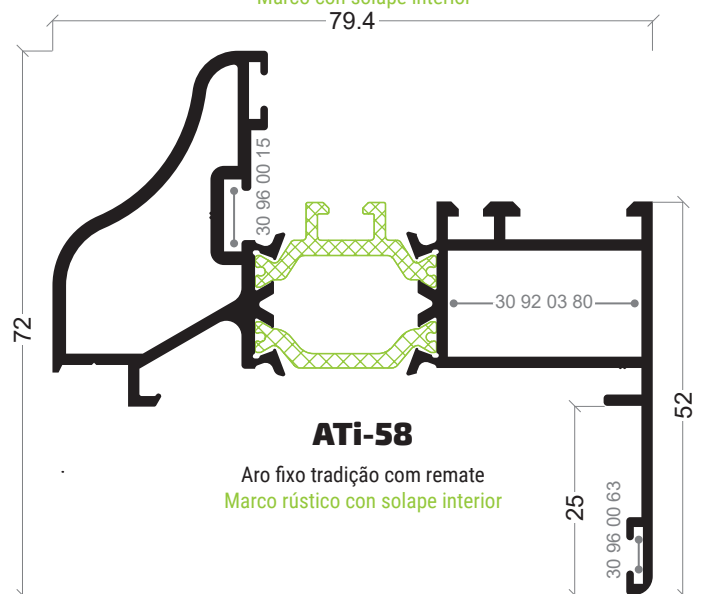 Marco con solape interior
79.4
30 96 00 15
30 92 03 80
72
52
ATi-58
Aro fixo tradição com remate
Marco rústico con solape interior
25
30 96 00 63